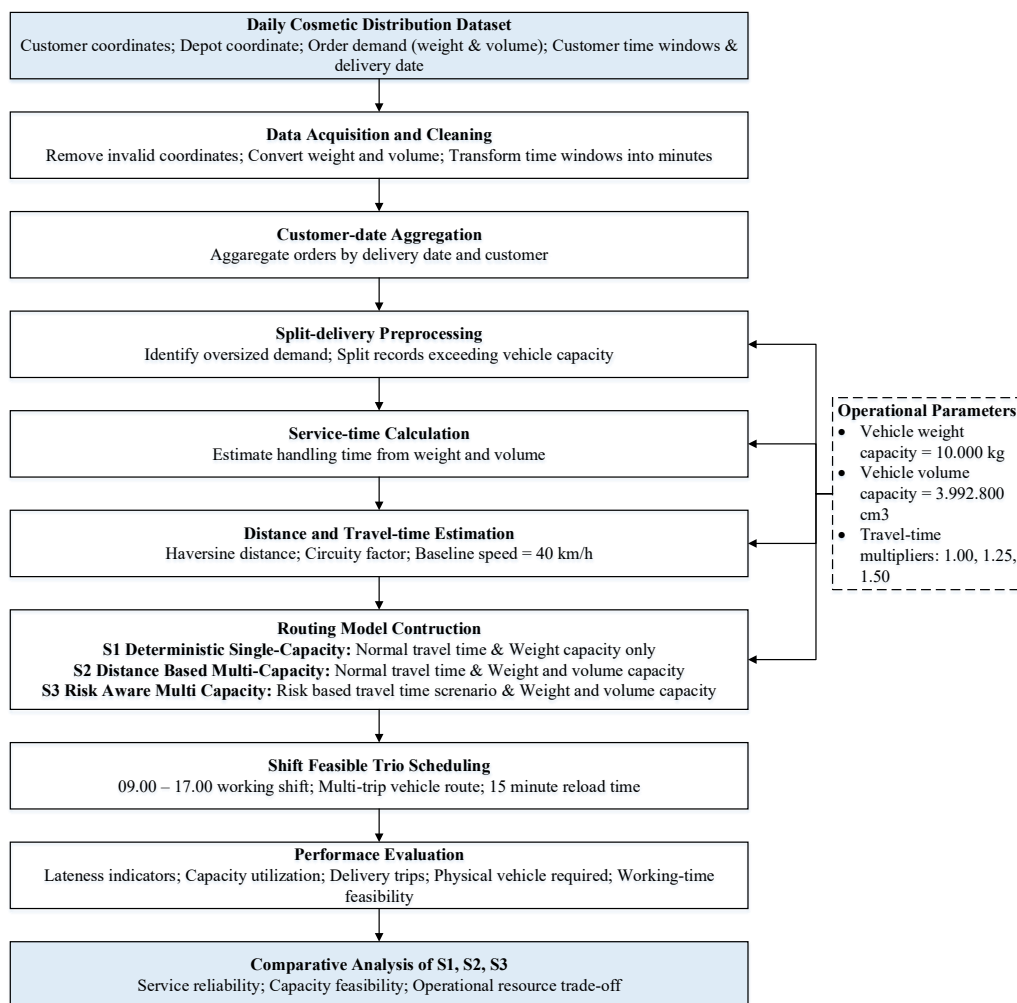 Daily Cosmetic Distribution Dataset
Customer coordinates; Depot coordinate; Order demand (weight & volume); Customer time windows &
delivery date
Data Acquisition and Cleaning
Remove invalid coordinates; Convert weight and volume; Transform time windows into minutes
Customer-date Aggregation
Aggaregate orders by delivery date and customer
Split-delivery Preprocessing
Identify oversized demand; Split records exceeding vehicle capacity
Service-time Calculation
Estimate handling time from weight and volume
Distance and Travel-time Estimation
Haversine distance; Circuity factor; Baseline speed = 40 km/h
Routing Model Contruction
S1 Deterministic Single-Capacity: Normal travel time & Weight capacity only
S2 Distance Based Multi-Capacity: Normal travel time & Weight and volume capacity
S3 Risk Aware Multi Capacity: Risk based travel time screnario & Weight and volume capacity
Shift Feasible Trio Scheduling
09.00 – 17.00 working shift; Multi-trip vehicle route; 15 minute reload time
Performace Evaluation
Lateness indicators; Capacity utilization; Delivery trips; Physical vehicle required; Working-time
feasibility
Comparative Analysis of S1, S2, S3
Service reliability; Capacity feasibility; Operational resource trade-off
Operational Parameters
• Vehicle weight
capacity = 10.000 kg
• Vehicle volume
capacity = 3.992.800
cm3
• Travel-time
multipliers: 1.00, 1.25,
1.50